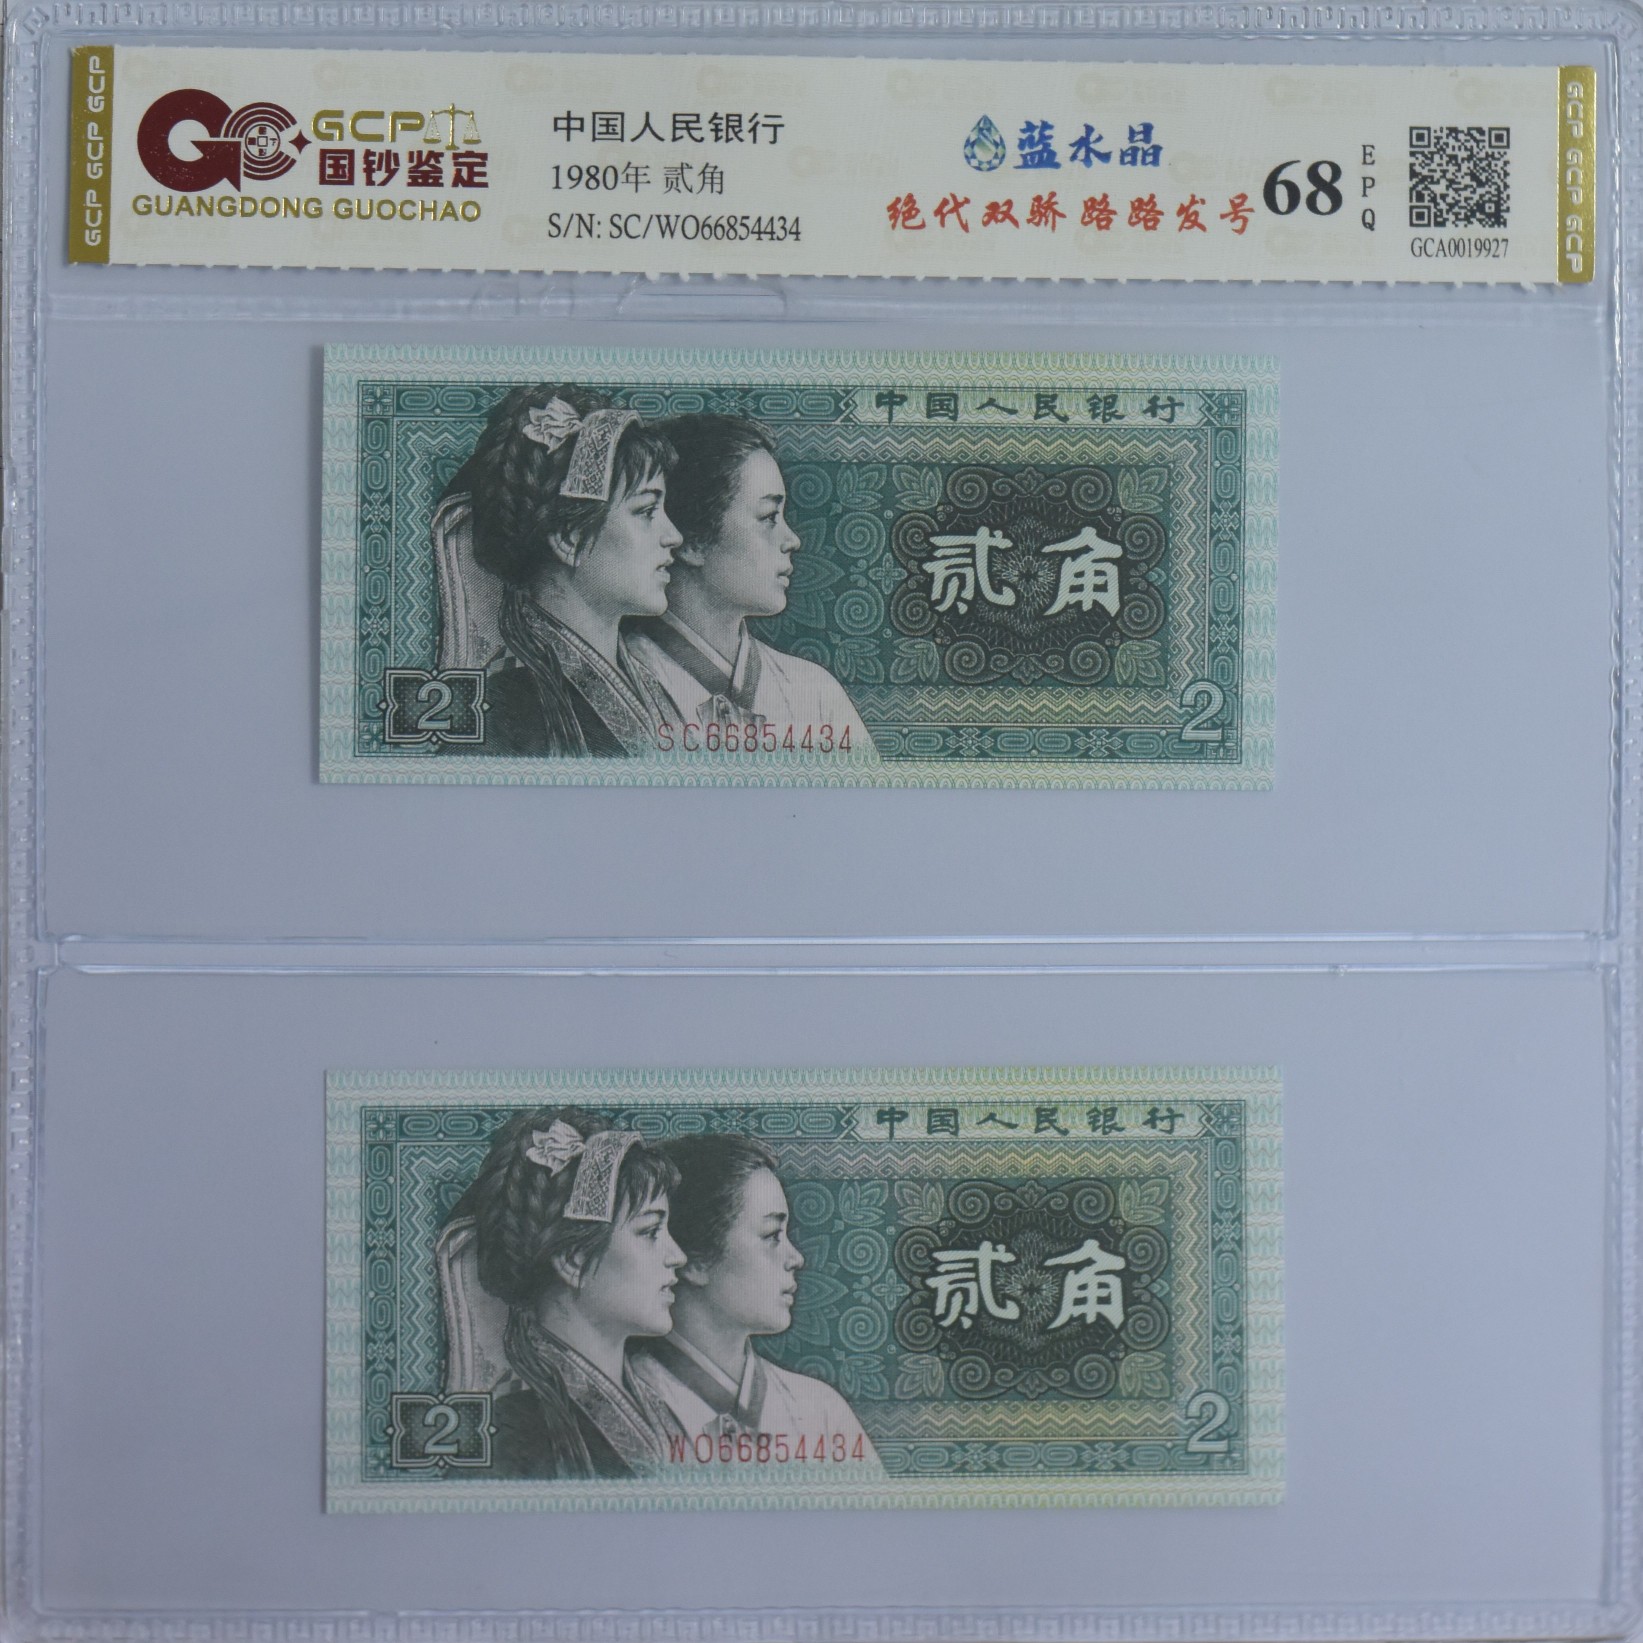 GCP GCP GCP
GCP
国钞鉴定
GUANGDONG GUOCHAO
中国人民银行
1980年 贰角
S/N: SC/WO66854434
蓝水晶
绝代双骄 路路发号
68
EPQ
GCA0019927
GCP GCP GCP
中国人民银行
贰角
2
2
SC66854434
中国人民银行
贰角
2
2
WO66854434